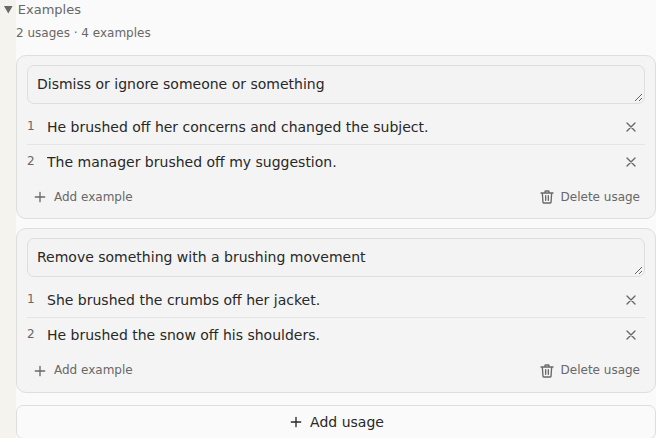 Examples
2 usages · 4 examples
Dismiss or ignore someone or something
1 He brushed off her concerns and changed the subject.
2 The manager brushed off my suggestion.
Add example Delete usage
Remove something with a brushing movement
1 She brushed the crumbs off her jacket.
2 He brushed the snow off his shoulders.
Add example Delete usage
Add usage